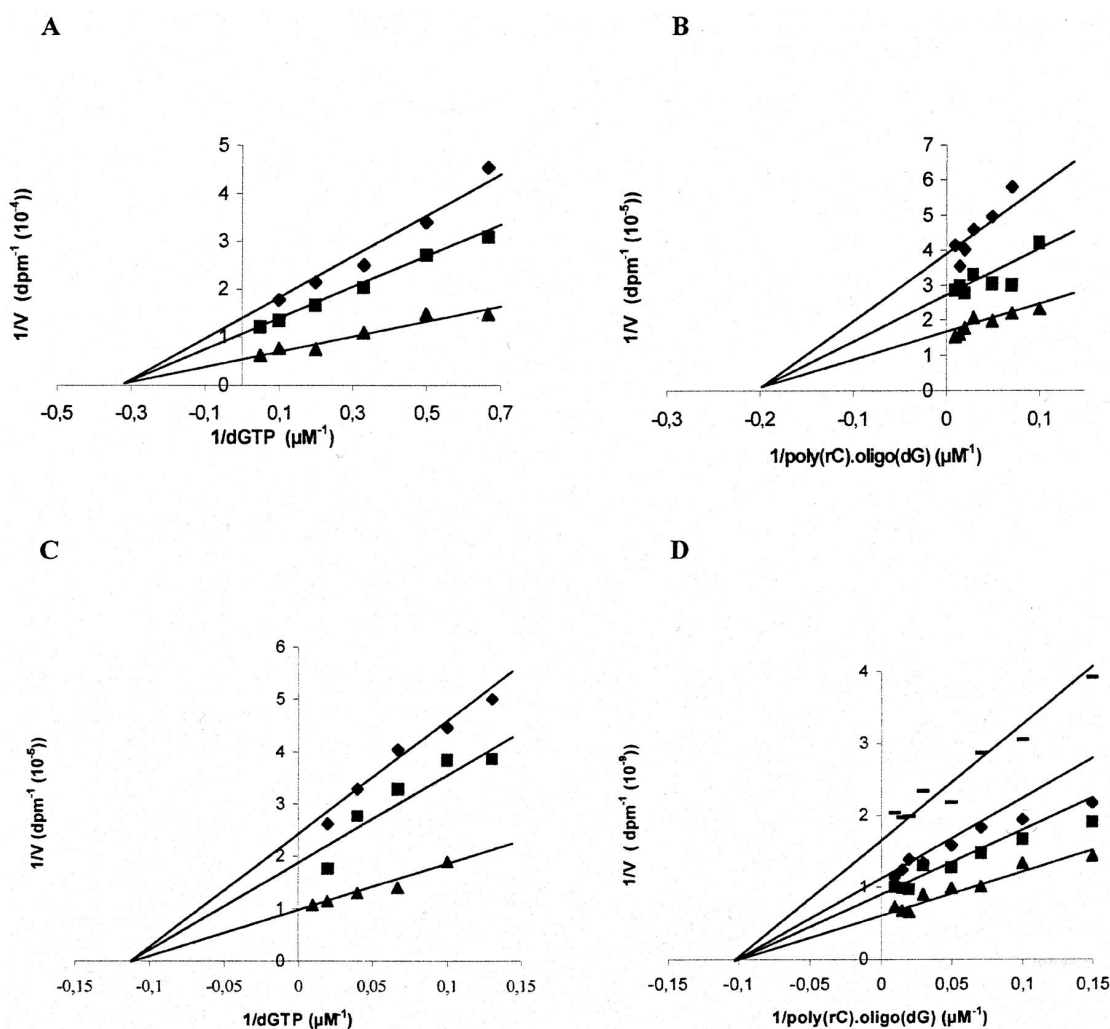 A
1/V (dpm⁻¹ (10⁻⁴))
5
4
3
2
1
0
-0,5 -0,3 -0,1 0,1 0,3 0,5 0,7
1/dGTP (µM⁻¹)
B
1/V (dpm⁻¹ (10⁻⁵))
7
6
5
4
3
2
1
0
-0,3 -0,2 -0,1 0 0,1
1/poly(rC).oligo(dG) (µM⁻¹)
C
1/V (dpm⁻¹ (10⁻⁵))
6
5
4
3
2
1
0
-0,15 -0,1 -0,05 0 0,05 0,1 0,15
1/dGTP (µM⁻¹)
D
1/V ( dpm⁻¹
4
3
2
1
0
-0,15 -0,1 -0,05 0 0,05 0,1 0,15
1/poly(rC).oligo(dG) (µM⁻¹)